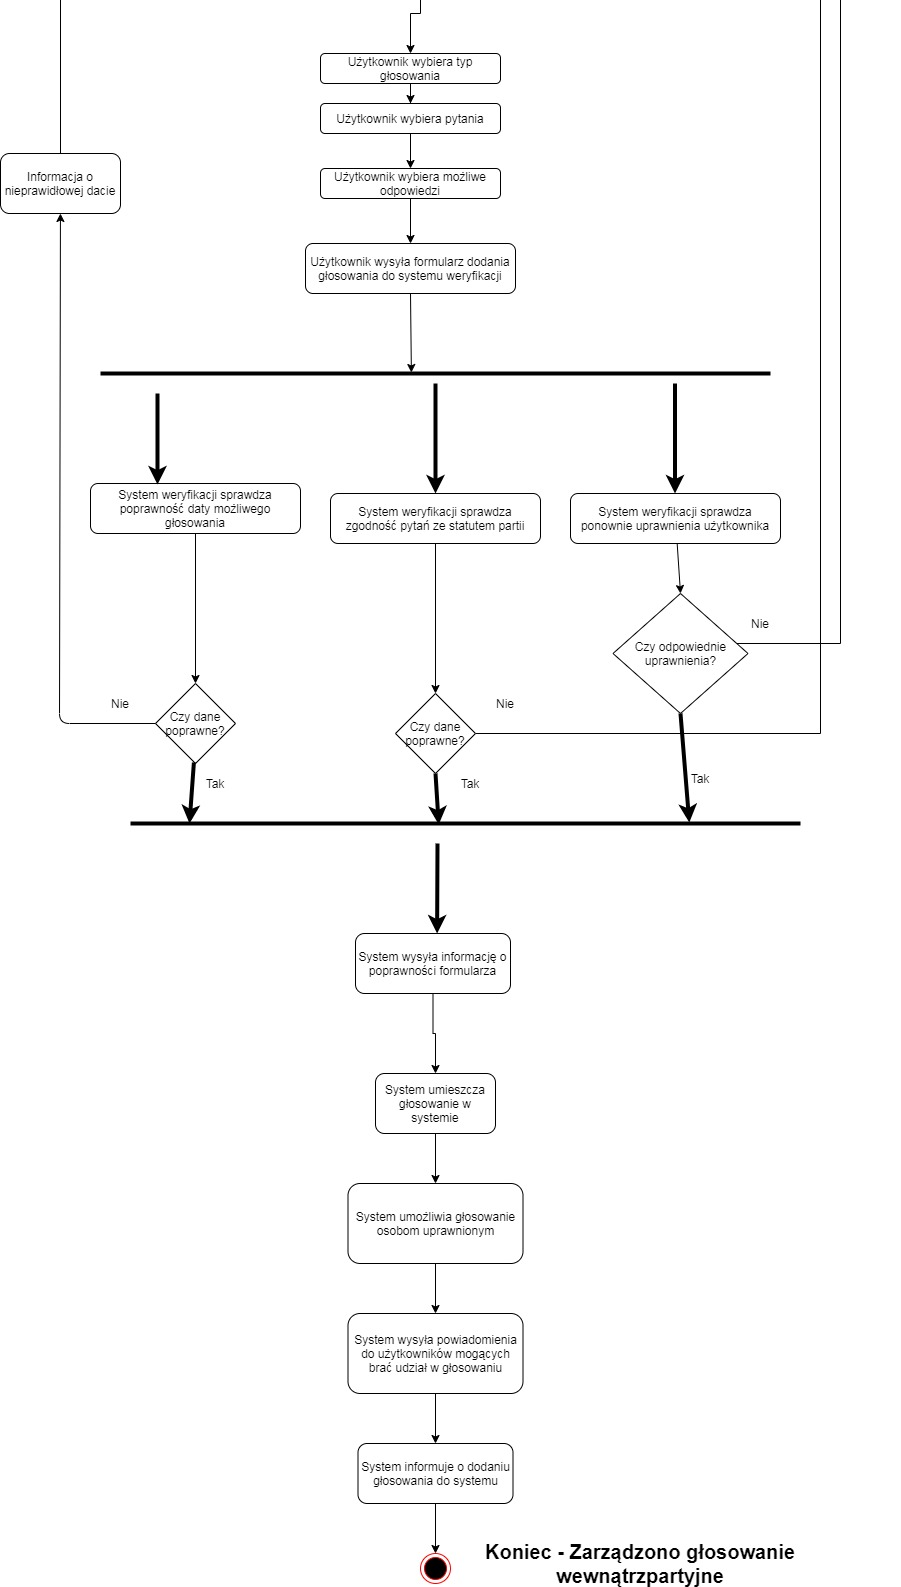 Użytkownik wybiera typ
głosowania
Użytkownik wybiera pytania
Informacja o
nieprawidłowej dacie
Użytkownik wybiera możliwe
odpowiedzi
Użytkownik wysyła formularz dodania
głosowania do systemu weryfikacji
System weryfikacji sprawdza
poprawność daty możliwego
głosowania
System weryfikacji sprawdza
zgodność pytań ze statutem partii
System weryfikacji sprawdza
ponownie uprawnienia użytkownika
Nie
Czy odpowiednie
uprawnienia?
Nie
Czy dane
poprawne?
Nie
Czy dane
poprawne?
Tak
Tak
Tak
System wysyła informację o
poprawności formularza
System umieszcza
głosowanie w
systemie
System umożliwia głosowanie
osobom uprawnionym
System wysyła powiadomienia
do użytkowników mogących
brać udział w głosowaniu
System informuje o dodaniu
głosowania do systemu
Koniec - Zarządzono głosowanie
wewnątrzpartyjne